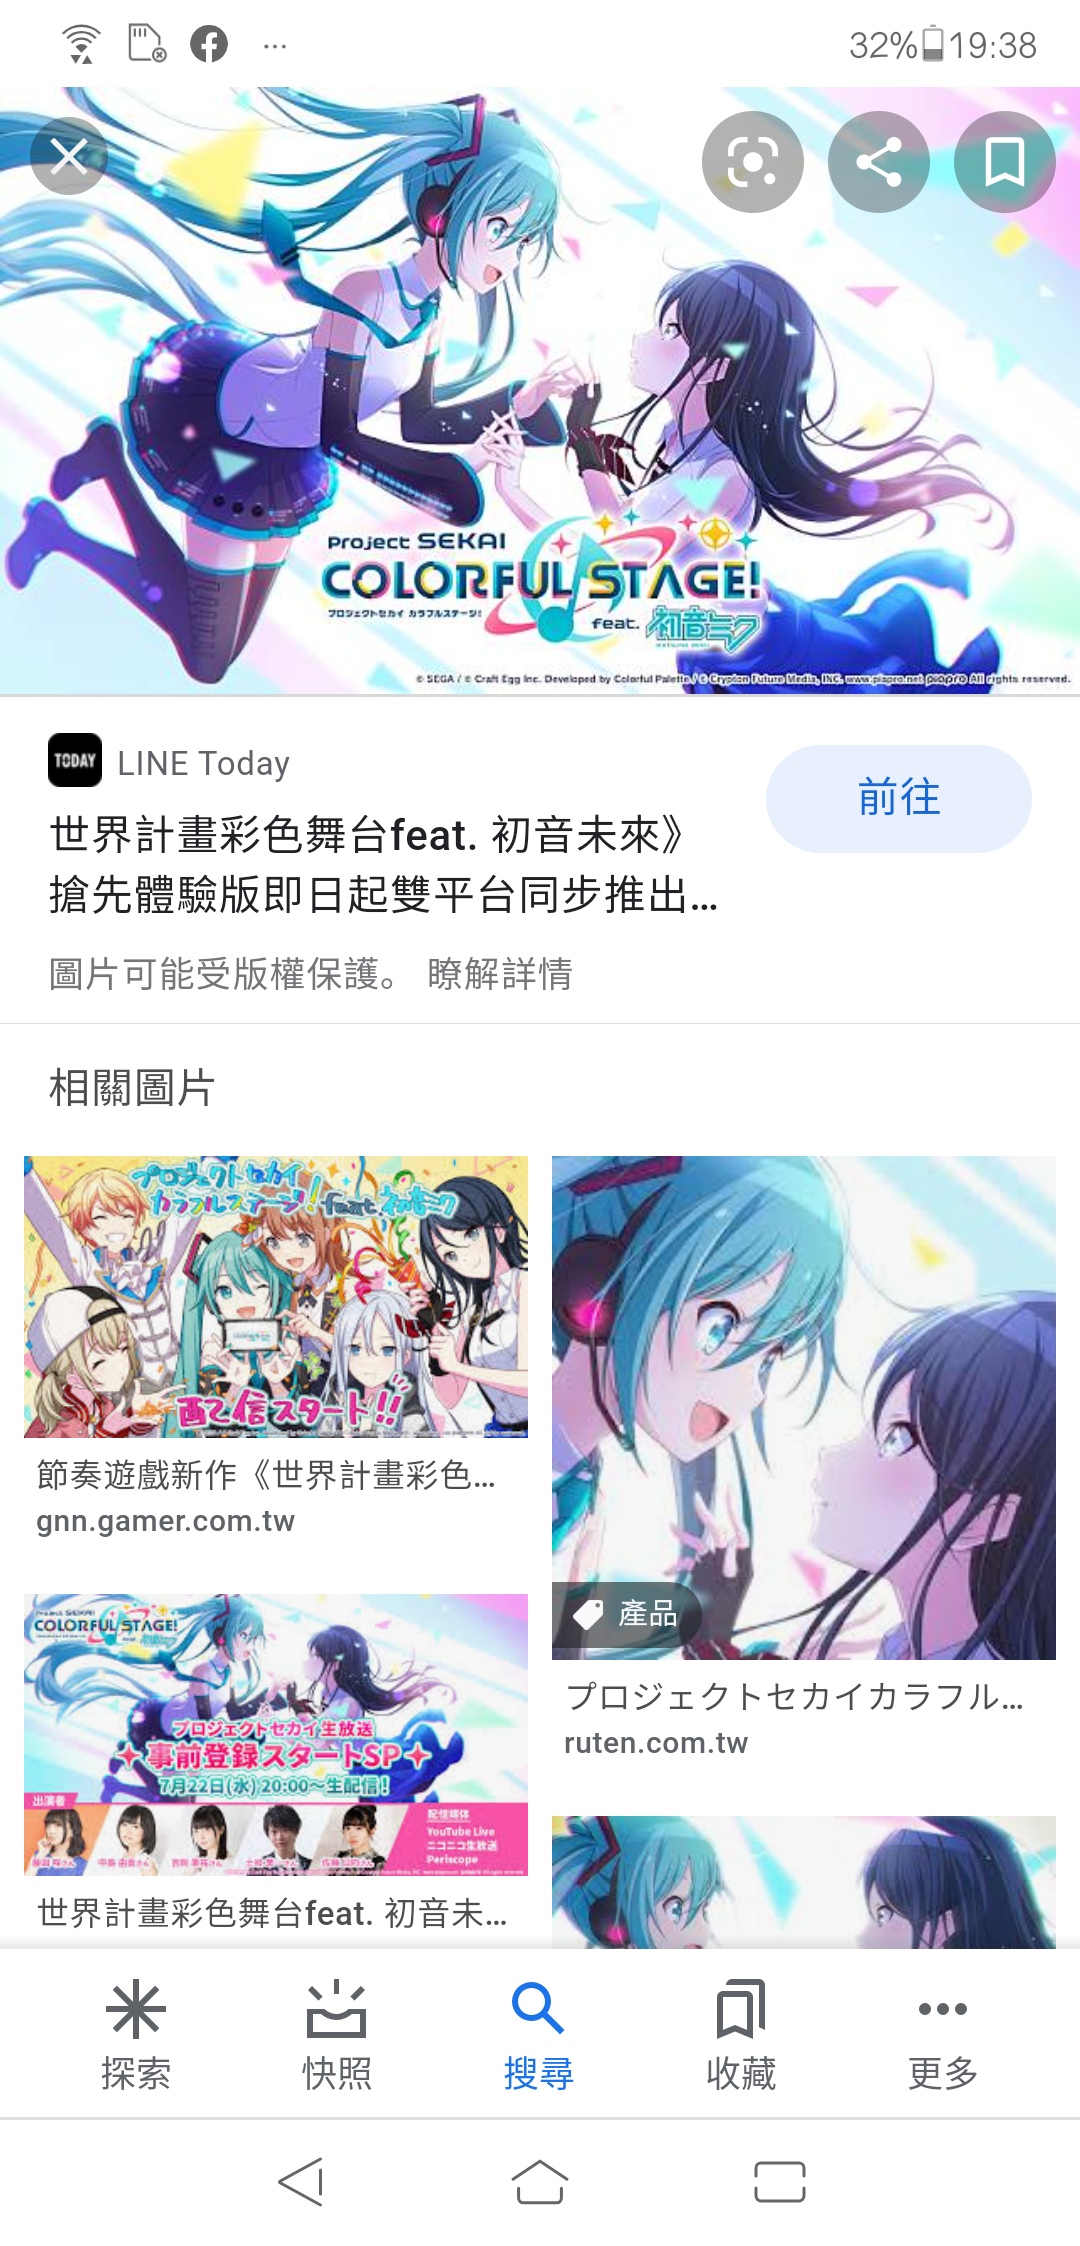 32% 19:38
Project SEKAI
COLORFUL STAGE!
プロジェクトセカイ カラフルステージ!
feat. 初音ミク
© SEGA / © Craft Egg Inc. Developed by Colorful Palette / © Crypton Future Media, INC. www.piapro.net piapro All rights reserved.
TODAY
LINE Today
前往
世界計畫彩色舞台feat. 初音未來》
搶先體驗版即日起雙平台同步推出...
圖片可能受版權保護。 瞭解詳情
相關圖片
プロジェクトセカイ
カラフルステージ! feat.初音ミク
配信スタート!!
節奏遊戲新作《世界計畫彩色...
gnn.gamer.com.tw
產品
プロジェクトセカイカラフル...
ruten.com.tw
Project SEKAI
COLORFUL STAGE!
プロジェクトセカイ生放送
事前登録スタートSP
7月22日(水) 20:00～生配信!
出演者
配信媒体
YouTube Live
ニコニコ生放送
Periscope
世界計畫彩色舞台feat. 初音未...
探索
快照
搜尋
收藏
更多